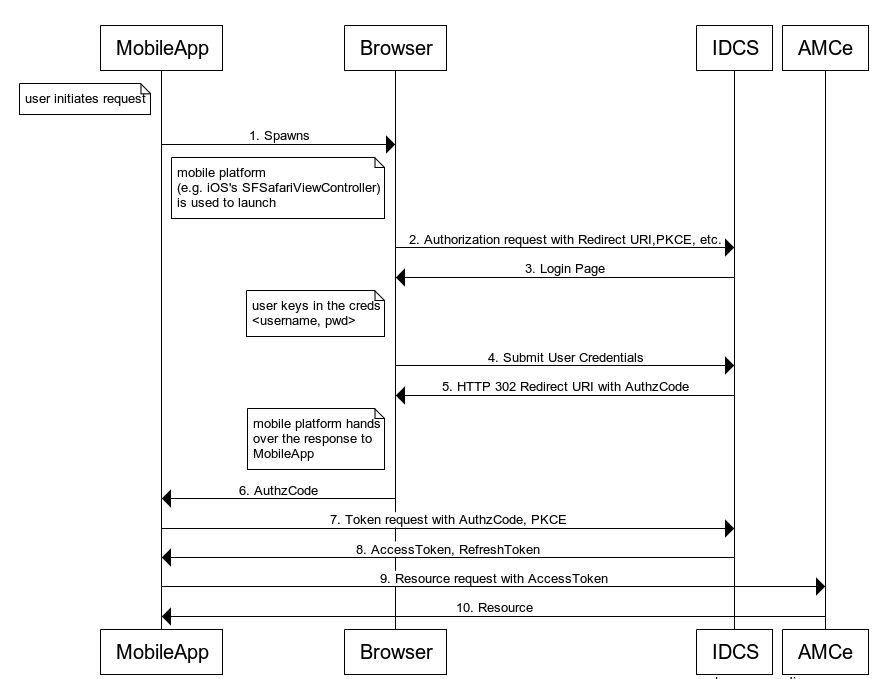 MobileApp
Browser
IDCS
AMCe
user initiates request
1. Spawns
mobile platform
(e.g. iOS's SFSafariViewController)
is used to launch
2. Authorization request with Redirect URI,PKCE, etc.
3. Login Page
user keys in the creds
<username, pwd>
4. Submit User Credentials
5. HTTP 302 Redirect URI with AuthzCode
mobile platform hands
over the response to
MobileApp
6. AuthzCode
7. Token request with AuthzCode, PKCE
8. AccessToken, RefreshToken
9. Resource request with AccessToken
10. Resource
MobileApp
Browser
IDCS
AMCe